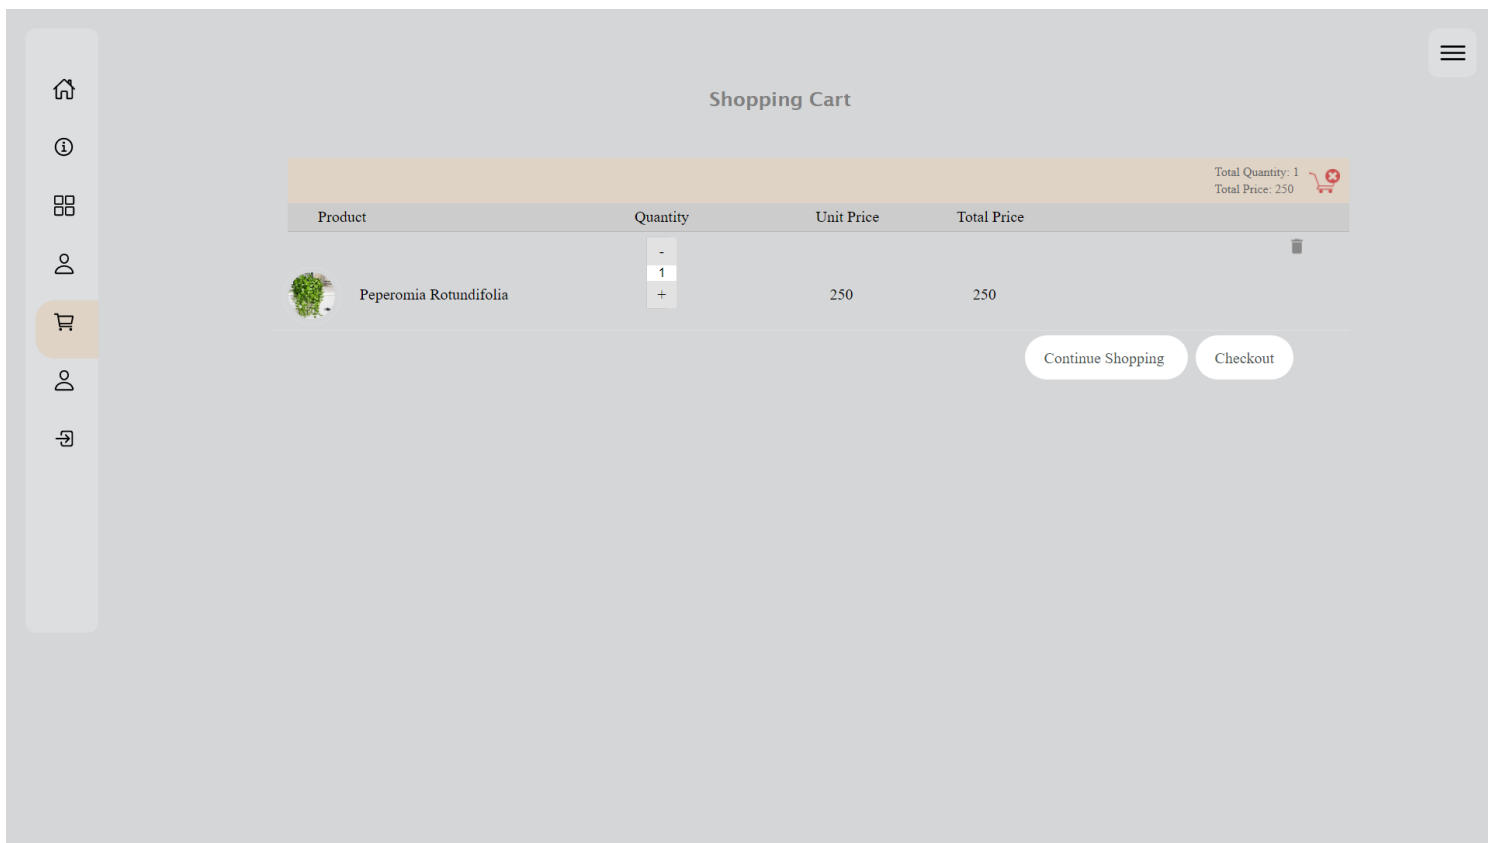 Shopping Cart
Total Quantity: 1
Total Price: 250
Product Quantity Unit Price Total Price
-
1
Peperomia Rotundifolia + 250 250
Continue Shopping Checkout